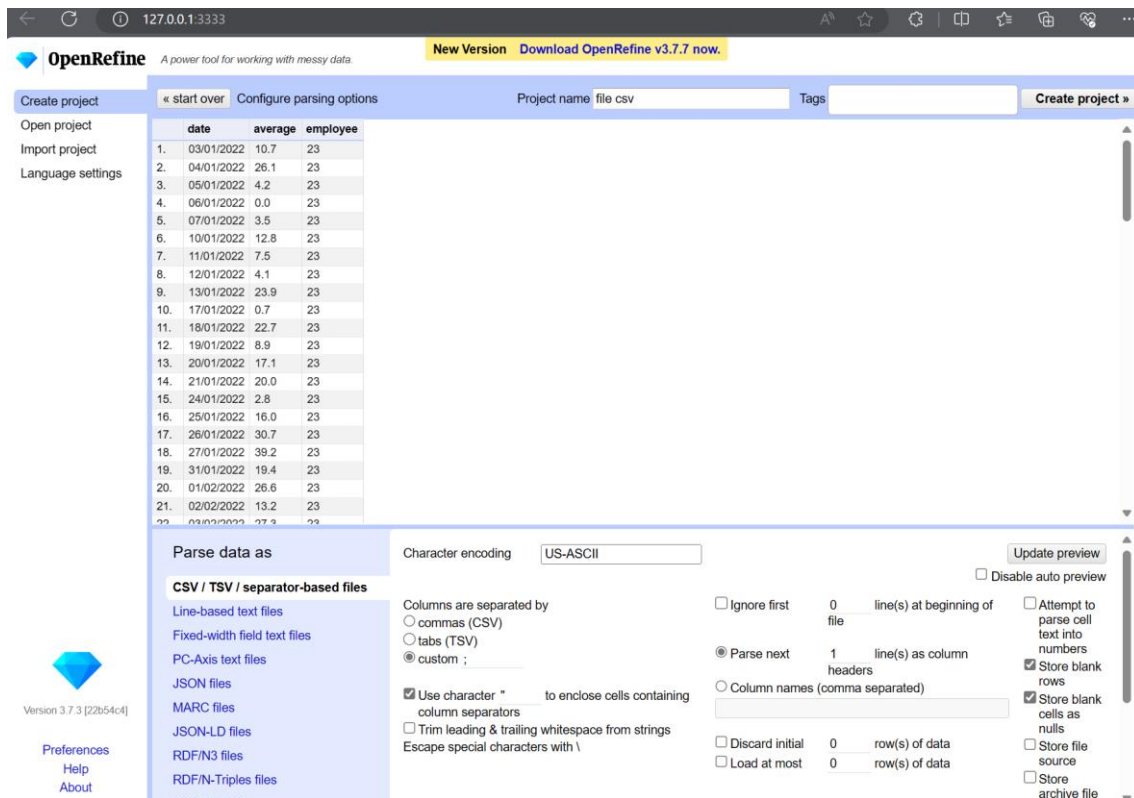 127.0.0.1:3333
OpenRefine A power tool for working with messy data.
New Version Download OpenRefine v3.7.7 now.
Create project
Open project
Import project
Language settings
« start over Configure parsing options Project name file csv Tags Create project »
date average employee
1. 03/01/2022 10.7 23
2. 04/01/2022 26.1 23
3. 05/01/2022 4.2 23
4. 06/01/2022 0.0 23
5. 07/01/2022 3.5 23
6. 10/01/2022 12.8 23
7. 11/01/2022 7.5 23
8. 12/01/2022 4.1 23
9. 13/01/2022 23.9 23
10. 17/01/2022 0.7 23
11. 18/01/2022 22.7 23
12. 19/01/2022 8.9 23
13. 20/01/2022 17.1 23
14. 21/01/2022 20.0 23
15. 24/01/2022 2.8 23
16. 25/01/2022 16.0 23
17. 26/01/2022 30.7 23
18. 27/01/2022 39.2 23
19. 31/01/2022 19.4 23
20. 01/02/2022 26.6 23
21. 02/02/2022 13.2 23
22. 03/02/2022 27.3 23
Version 3.7.3 [22b54c4]
Preferences
Help
About
Parse data as
CSV / TSV / separator-based files
Line-based text files
Fixed-width field text files
PC-Axis text files
JSON files
MARC files
JSON-LD files
RDF/N3 files
RDF/N-Triples files
Character encoding US-ASCII
Update preview
Disable auto preview
Columns are separated by
commas (CSV)
tabs (TSV)
custom ;
Use character " to enclose cells containing
column separators
Trim leading & trailing whitespace from strings
Escape special characters with \
Ignore first 0 line(s) at beginning of
file
Parse next 1 line(s) as column
headers
Column names (comma separated)
Discard initial 0 row(s) of data
Load at most 0 row(s) of data
Attempt to
parse cell
text into
numbers
Store blank
rows
Store blank
cells as
nulls
Store file
source
Store
archive file